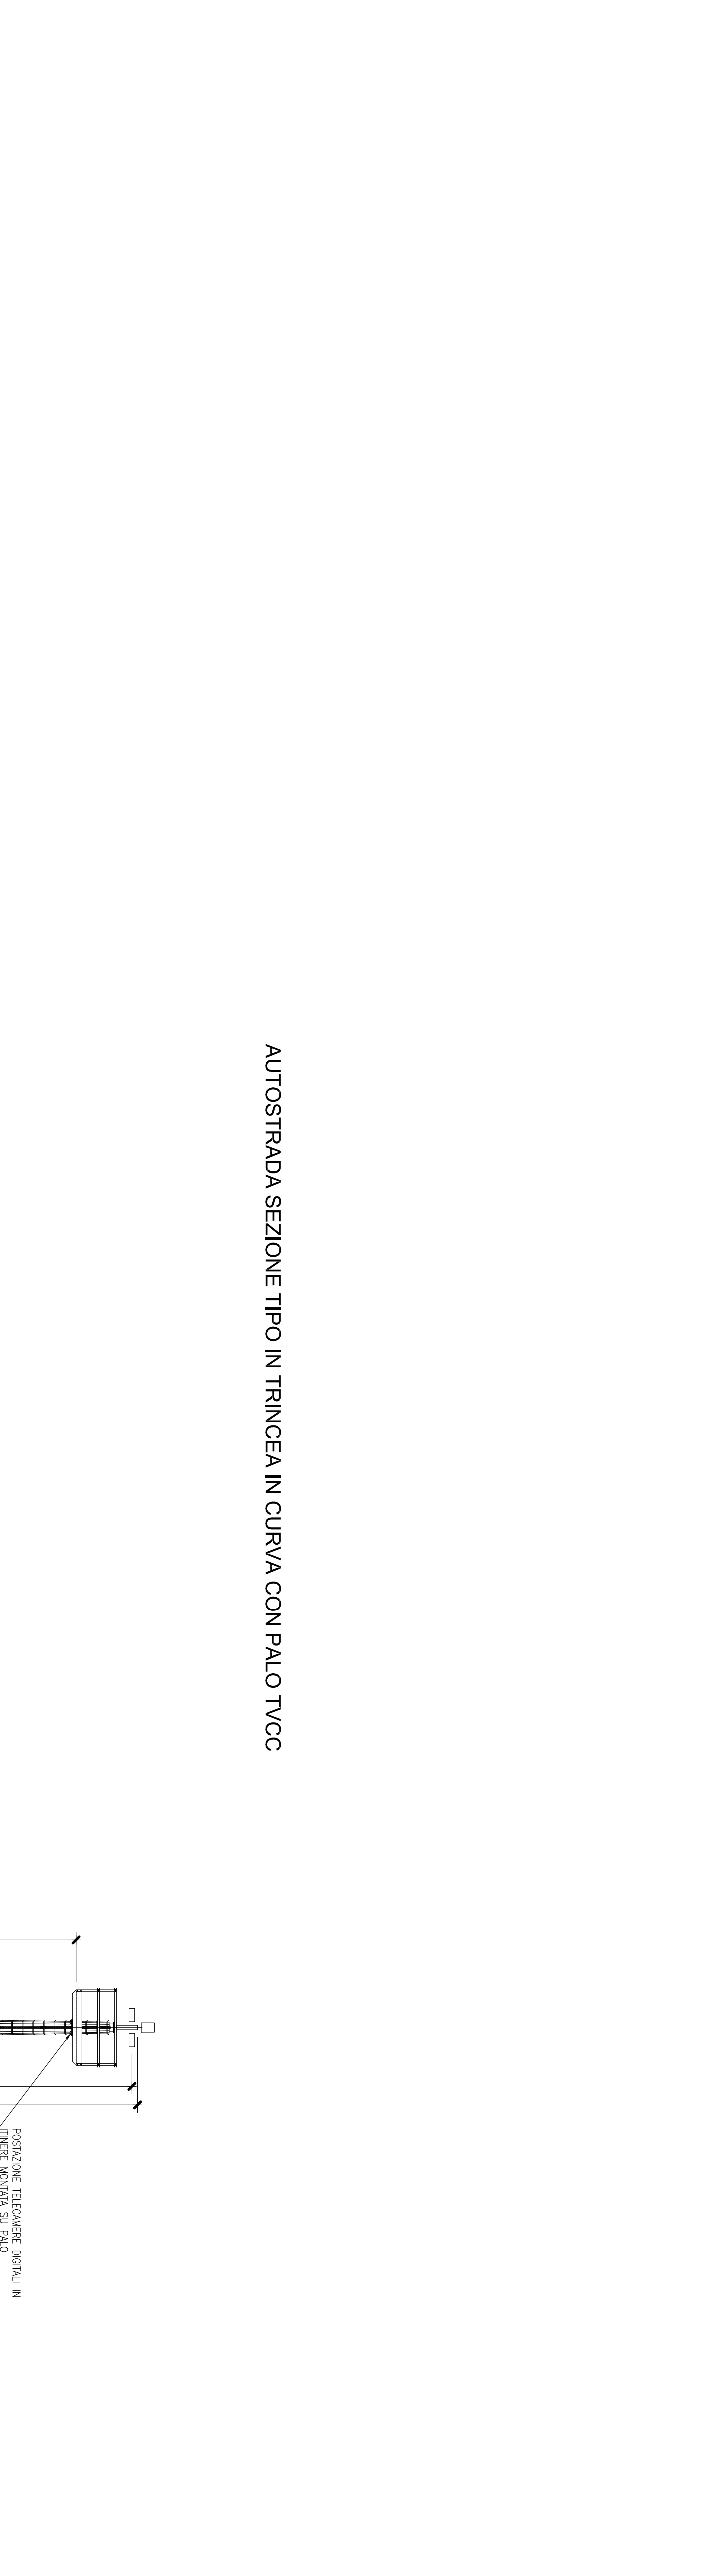 AUTOSTRADA SEZIONE TIPO IN TRINCEA IN CURVA CON PALO TVCC
POSTAZIONE TELECAMERE DIGITALI IN
ITINERE MONTATA SU PALO